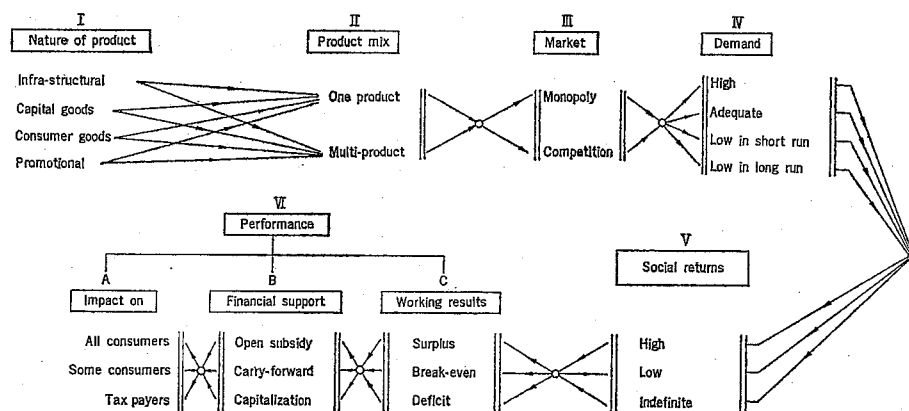 I
II
III
IV
Nature of product
Product mix
Market
Demand
Infra-structural
Capital goods
Consumer goods
Promotional
One product
Multi-product
Monopoly
Competition
High
Adequate
Low in short run
Low in long run
VI
Performance
V
Social returns
A
B
C
Impact on
Financial support
Working results
All consumers
Some consumers
Tax payers
Open subsidy
Carry-forward
Capitalization
Surplus
Break-even
Deficit
High
Low
Indefinite